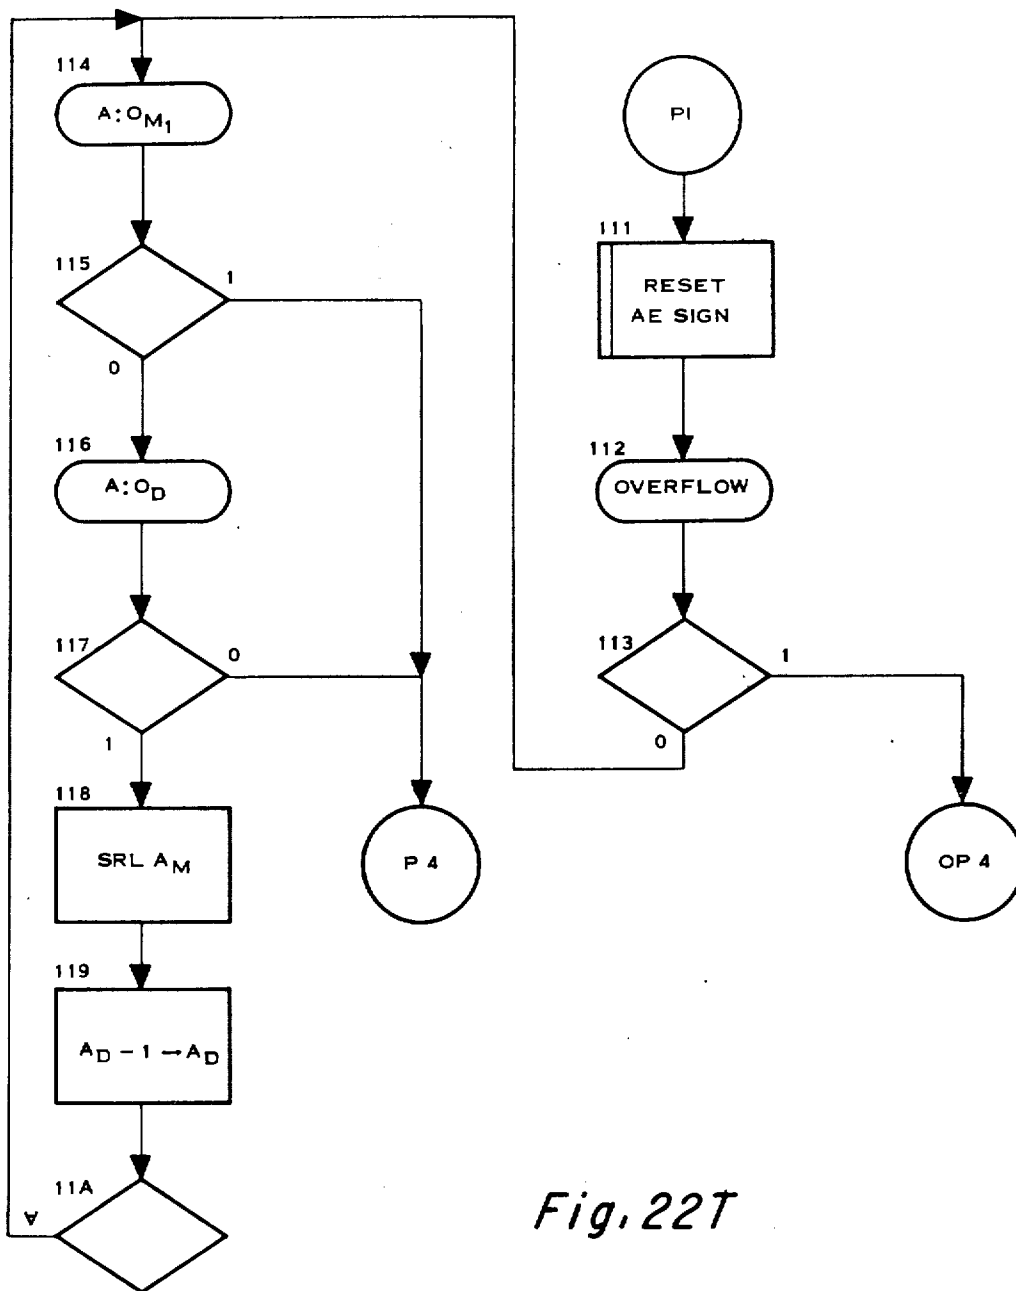 114
A:O_M1
115
1
0
116
A:O_D
117
0
1
118
SRL A_M
P 4
119
A_D – 1 → A_D
11A
∀
P1
111
RESET
AE SIGN
112
OVERFLOW
113
1
0
OP 4
Fig. 22T